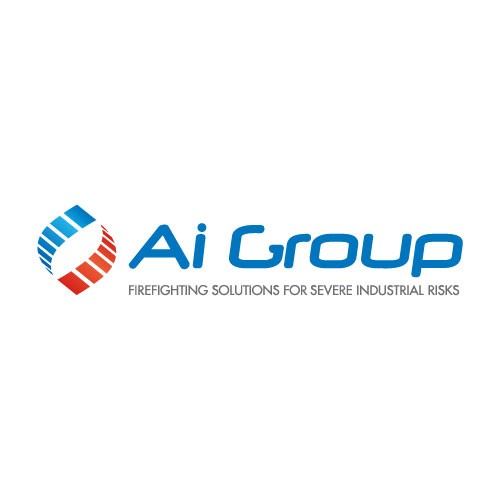 Ai Group
FIREFIGHTING SOLUTIONS FOR SEVERE INDUSTRIAL RISKS